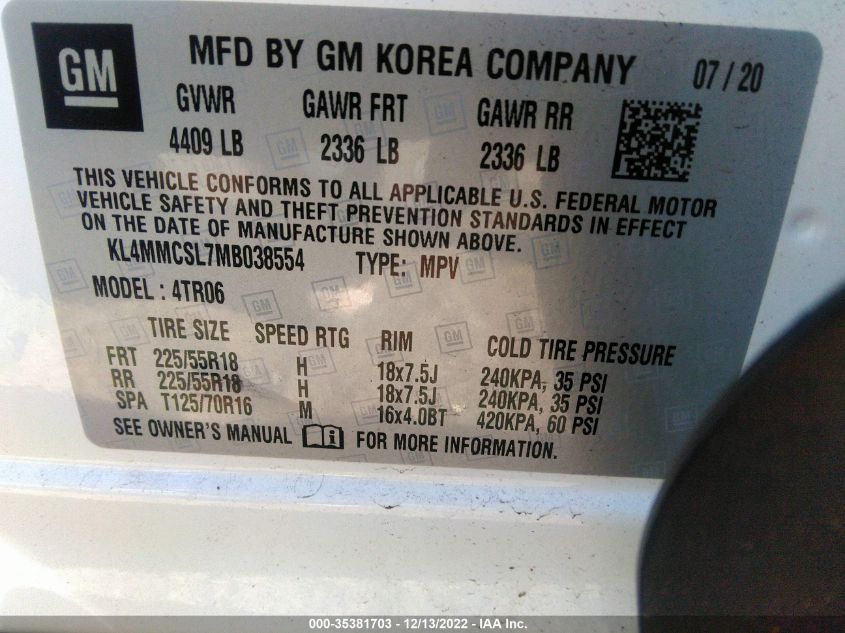 GM
MFD BY GM KOREA COMPANY 07 / 20
GVWR GAWR FRT GAWR RR
4409 LB 2336 LB 2336 LB
THIS VEHICLE CONFORMS TO ALL APPLICABLE U.S. FEDERAL MOTOR
VEHICLE SAFETY AND THEFT PREVENTION STANDARDS IN EFFECT
ON THE DATE OF MANUFACTURE SHOWN ABOVE.
KL4MMCSL7MB038554 TYPE: MPV
MODEL : 4TR06
TIRE SIZE SPEED RTG RIM COLD TIRE PRESSURE
FRT 225/55R18 H 18x7.5J 240KPA, 35 PSI
RR 225/55R18 H 18x7.5J 240KPA, 35 PSI
SPA T125/70R16 M 16x4.0BT 420KPA, 60 PSI
SEE OWNER'S MANUAL FOR MORE INFORMATION.
000-35381703 - 12/13/2022 - IAA Inc.